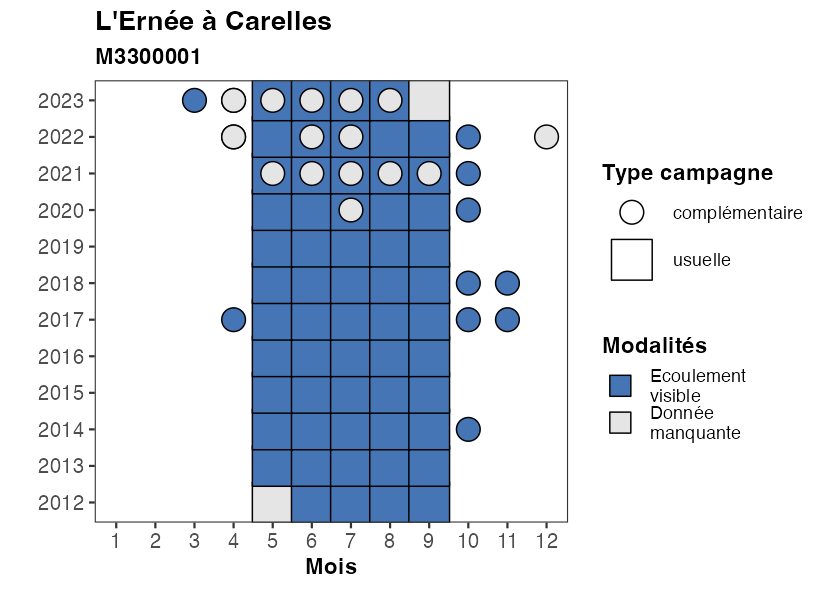 L'Ernée à Carelles
M3300001
2023
2022
2021
2020
2019
2018
2017
2016
2015
2014
2013
2012
1 2 3 4 5 6 7 8 9 10 11 12
Mois
Type campagne
complémentaire
usuelle
Modalités
Ecoulement
visible
Donnée
manquante